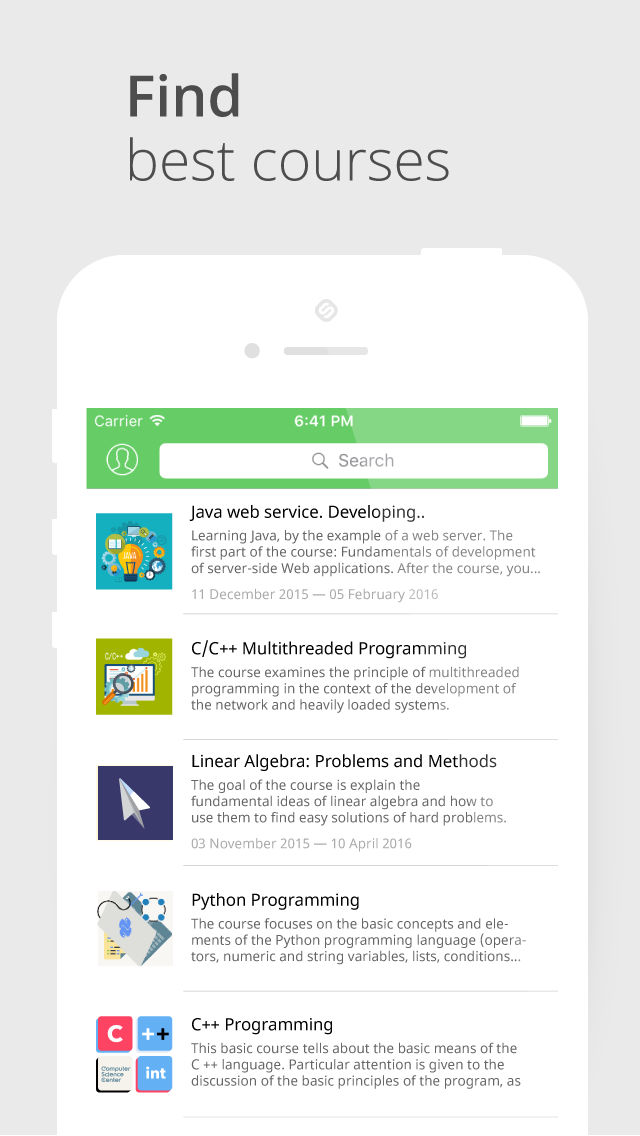 Find
best courses
Carrier
6:41 PM
Search
Java web service. Developing..
Learning Java, by the example of a web server. The
first part of the course: Fundamentals of development
of server-side Web applications. After the course, you...
11 December 2015 — 05 February 2016
JAVA
C/C++ Multithreaded Programming
The course examines the principle of multithreaded
programming in the context of the development of
the network and heavily loaded systems.
C/C++
Linear Algebra: Problems and Methods
The goal of the course is explain the
fundamental ideas of linear algebra and how to
use them to find easy solutions of hard problems.
03 November 2015 — 10 April 2016
Python Programming
The course focuses on the basic concepts and ele-
ments of the Python programming language (opera-
tors, numeric and string variables, lists, conditions...
C++ Programming
This basic course tells about the basic means of the
C ++ language. Particular attention is given to the
discussion of the basic principles of the program, as
C ++
Computer
Science
Center
int